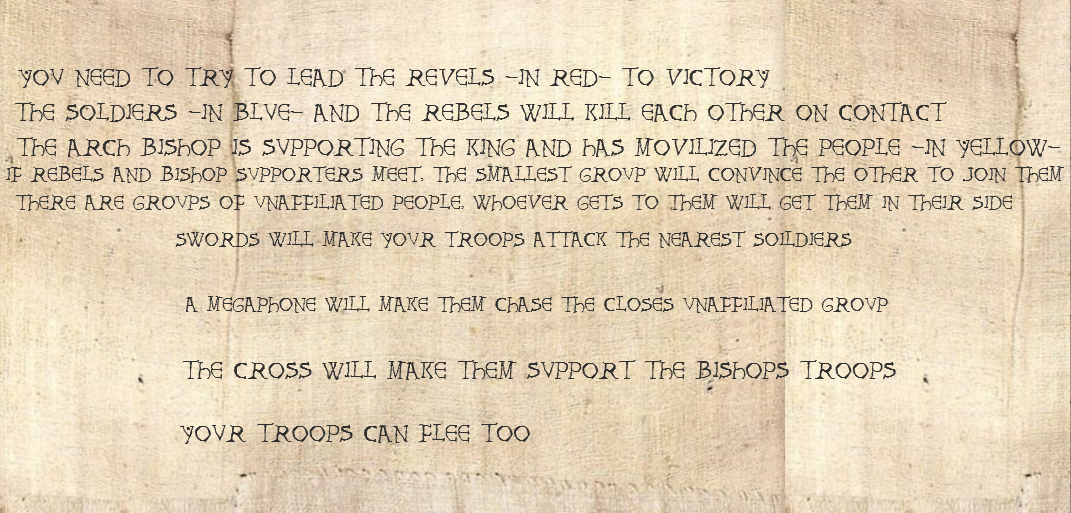 YOV NEED TO TRY TO LEAD THE REVELS -IN RED- TO VICTORY
THE SOLDIERS -IN BLVE- AND THE REBELS WILL KILL EACH OTHER ON CONTACT
THE ARCH BISHOP IS SVPPORTING THE KING AND HAS MOVILIZED THE PEOPLE -IN YELLOW-
IF REBELS AND BISHOP SVPPORTERS MEET, THE SMALLEST GROVP WILL CONVINCE THE OTHER TO JOIN THEM
THERE ARE GROVPS OF VNAFFILIATED PEOPLE, WHOEVER GETS TO THEM WILL GET THEM IN THEIR SIDE
SWORDS WILL MAKE YOVR TROOPS ATTACK THE NEAREST SOILDIERS
A MEGAPHONE WILL MAKE THEM CHASE THE CLOSES VNAFFILIATED GROVP
THE CROSS WILL MAKE THEM SVPPORT THE BISHOPS TROOPS
YOVR TROOPS CAN FLEE TOO